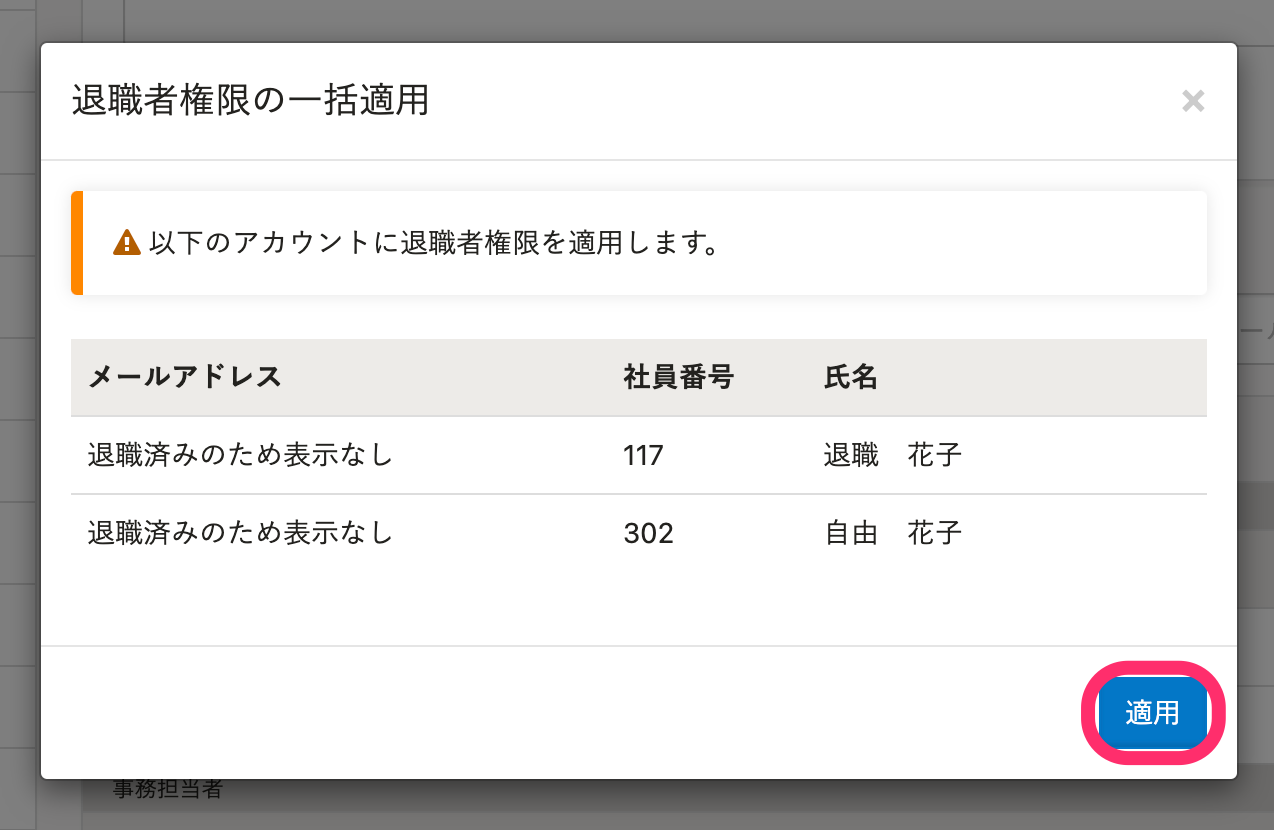 退職者権限の一括適用 ×
以下のアカウントに退職者権限を適用します。
メールアドレス 社員番号 氏名
退職済みのため表示なし 117 退職　花子
退職済みのため表示なし 302 自由　花子
適用
事務担当者